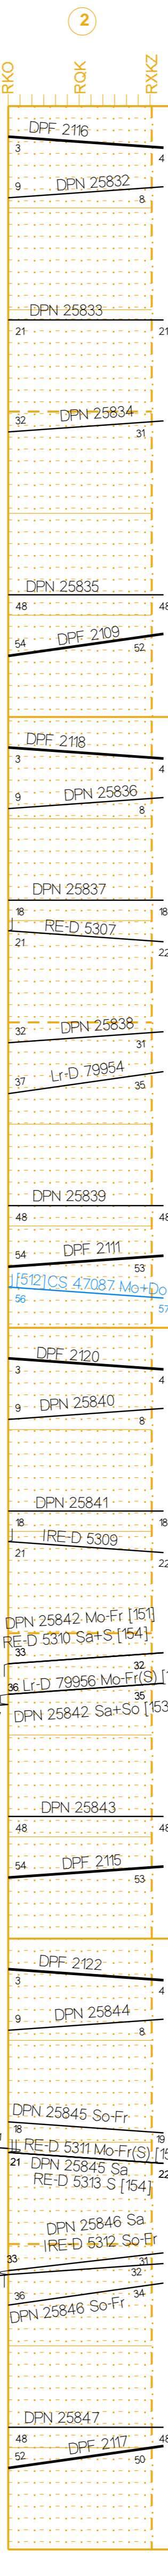 2
RKO RQK RXKZ
DPF 2116
3 4
9 DPN 25832 8
DPN 25833
21 21
32 DPN 25834 31
DPN 25835
48 48
54 DPF 2109 52
DPF 2118
3 4
9 DPN 25836 8
DPN 25837
18 18
RE-D 5307
21 22
32 DPN 25838 31
37 Lr-D 79954 35
DPN 25839
48 48
54 DPF 2111 53
[512] CS 47087 Mo+Do
56 57
DPF 2120
3 4
9 DPN 25840 8
DPN 25841
18 18
IRE-D 5309
21 22
DPN 25842 Mo-Fr [151]
RE-D 5310 Sa+S [154]
33 32
36 Lr-D 79956 Mo-Fr(S)
35
DPN 25842 Sa+So [153
DPN 25843
48 48
54 DPF 2115 53
DPF 2122
3 4
9 DPN 25844 8
DPN 25845 So-Fr
18 19
RE-D 5311 Mo-Fr(S) [15
21 DPN 25845 Sa 22
RE-D 5313 S [154]
DPN 25846 Sa
IRE-D 5312 So-Fr
33 31
32
36 34
DPN 25846 So-Fr
DPN 25847
48 48
52 DPF 2117 50